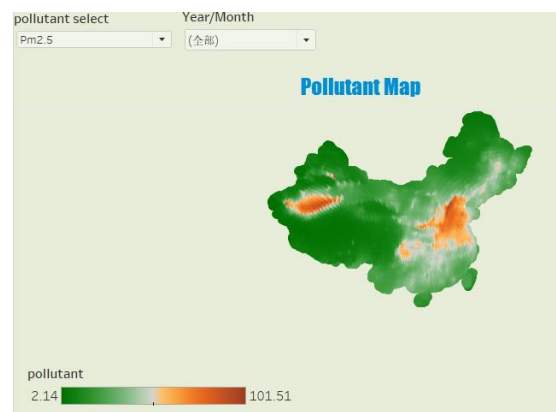 pollutant select
Year/Month
Pm2.5
(全部)
Pollutant Map
pollutant
2.14
101.51